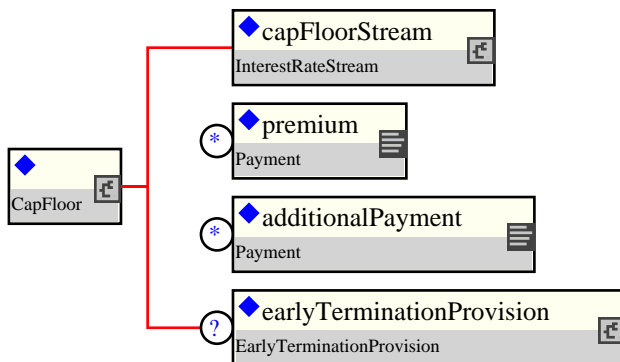 capFloorStream
InterestRateStream
*
premium
Payment
CapFloor
*
additionalPayment
Payment
?
earlyTerminationProvision
EarlyTerminationProvision